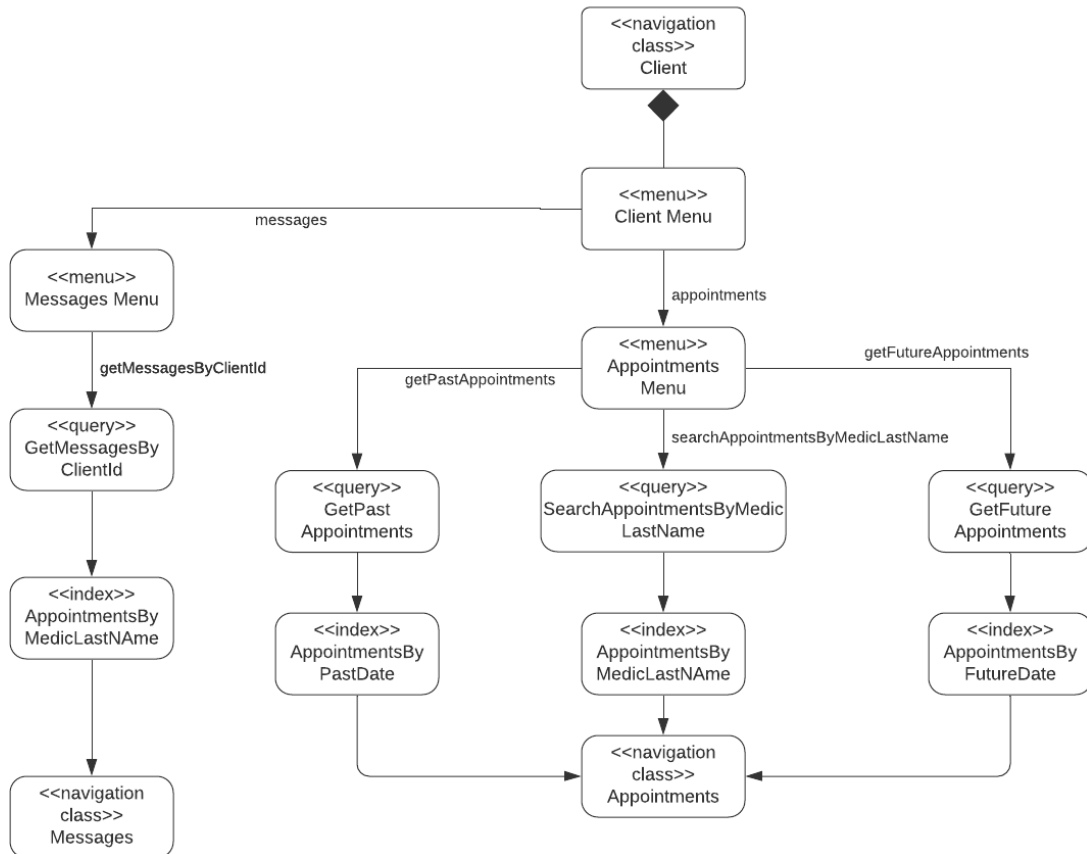 <<navigation
class>>
Client
<<menu>>
Client Menu
messages
<<menu>>
Messages Menu
appointments
<<menu>>
Appointments
Menu
getFutureAppointments
getPastAppointments
getMessagesByClientId
<<query>>
GetMessagesBy
ClientId
searchAppointmentsByMedicLastName
<<query>>
GetPast
Appointments
<<query>>
SearchAppointmentsByMedic
LastName
<<query>>
GetFuture
Appointments
<<index>>
AppointmentsBy
MedicLastNAme
<<index>>
AppointmentsBy
PastDate
<<index>>
AppointmentsBy
MedicLastNAme
<<index>>
AppointmentsBy
FutureDate
<<navigation
class>>
Appointments
<<navigation
class>>
Messages